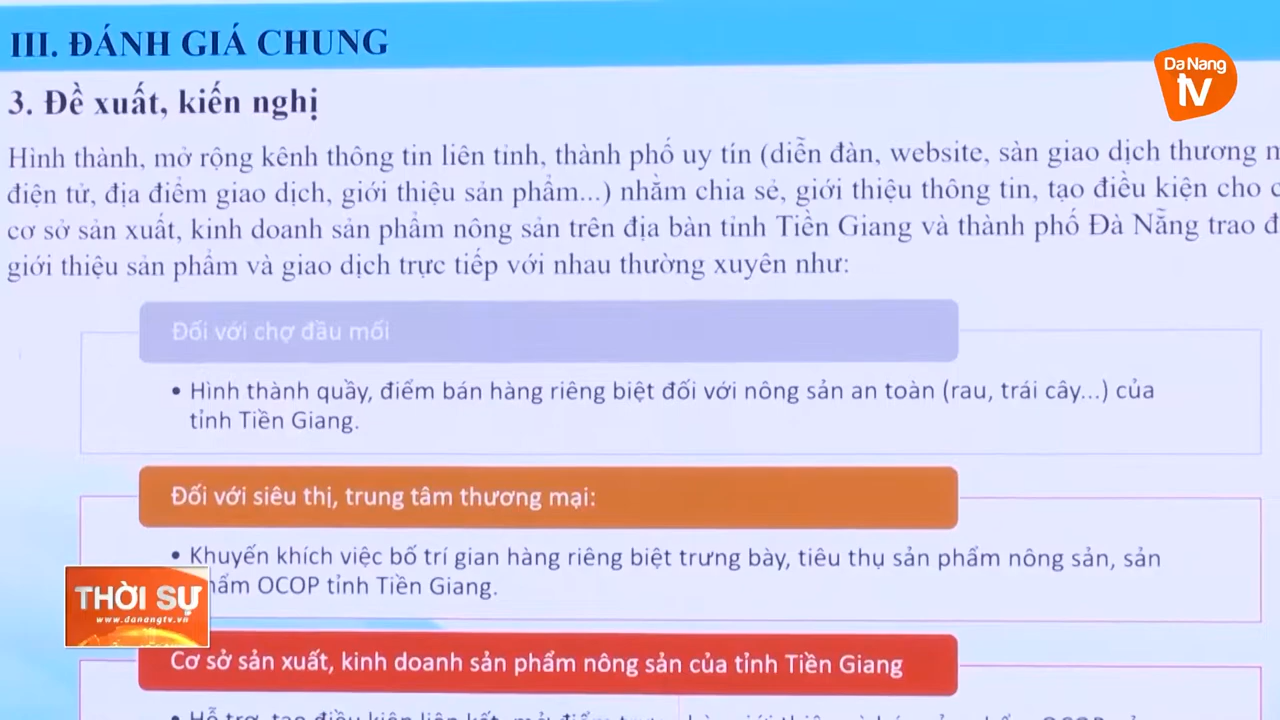 III. ĐÁNH GIÁ CHUNG
Da Nang
tv
3. Đề xuất, kiến nghị
Hình thành, mở rộng kênh thông tin liên tỉnh, thành phố uy tín (diễn đàn, website, sàn giao dịch thương
điện tử, địa điểm giao dịch, giới thiệu sản phẩm...) nhằm chia sẻ, giới thiệu thông tin, tạo điều kiện cho
cơ sở sản xuất, kinh doanh sản phẩm nông sản trên địa bàn tỉnh Tiền Giang và thành phố Đà Nẵng trao
giới thiệu sản phẩm và giao dịch trực tiếp với nhau thường xuyên như:
Đối với chợ đầu mối
• Hình thành quầy, điểm bán hàng riêng biệt đối với nông sản an toàn (rau, trái cây...) của
tỉnh Tiền Giang.
Đối với siêu thị, trung tâm thương mại:
• Khuyến khích việc bố trí gian hàng riêng biệt trưng bày, tiêu thụ sản phẩm nông sản, sản
OCOP tỉnh Tiền Giang.
THỜI SỰ
www.danangtv.vn
Cơ sở sản xuất, kinh doanh sản phẩm nông sản của tỉnh Tiền Giang